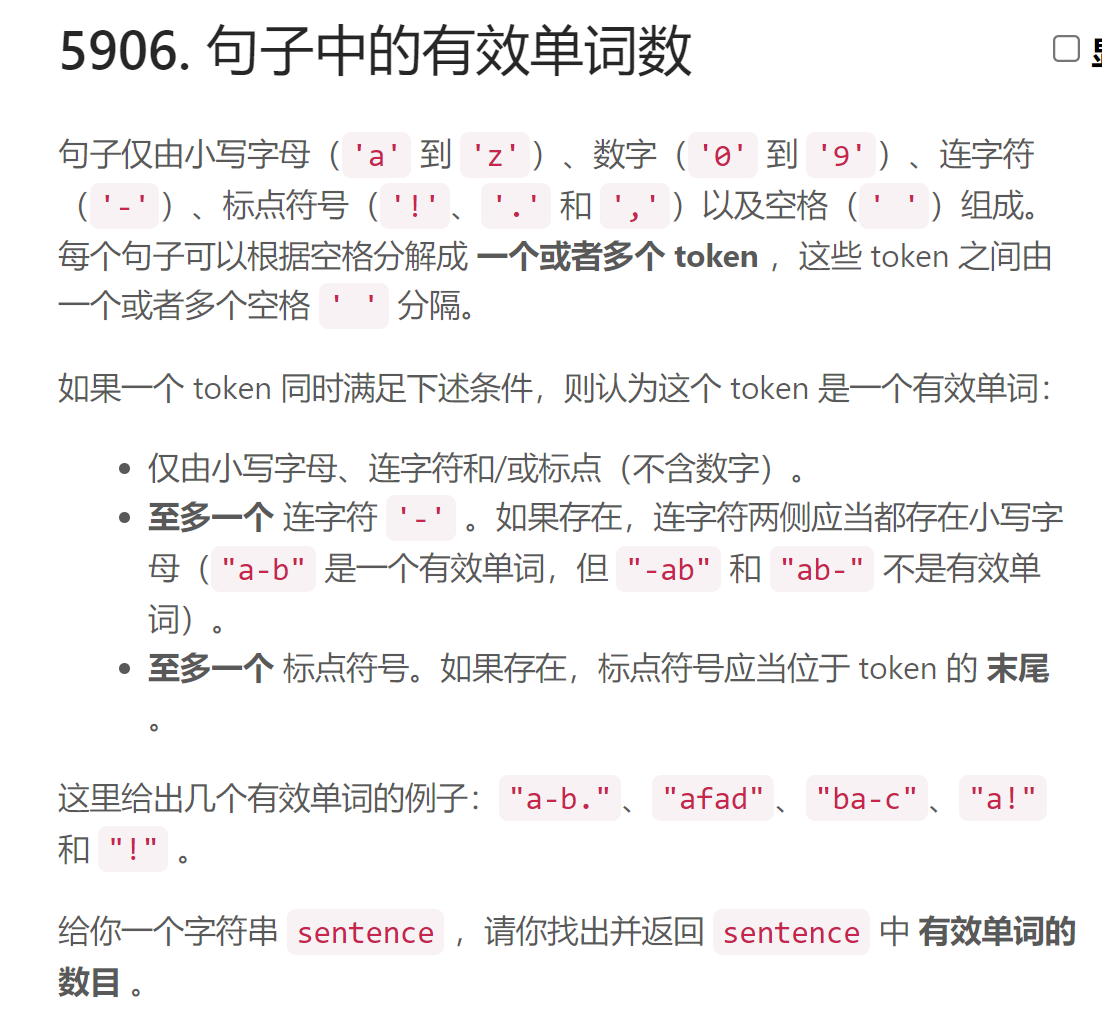 5906. 句子中的有效单词数
句子仅由小写字母（'a' 到 'z'）、数字（'0' 到 '9'）、连字符
（'-'）、标点符号（'!'、'.' 和 ','）以及空格（' '）组成。
每个句子可以根据空格分解成 一个或者多个 token ，这些 token 之间由
一个或者多个空格 ' ' 分隔。
如果一个 token 同时满足下述条件，则认为这个 token 是一个有效单词：
• 仅由小写字母、连字符和/或标点（不含数字）。
• 至多一个 连字符 '-' 。如果存在，连字符两侧应当都存在小写字
母（"a-b" 是一个有效单词，但 "-ab" 和 "ab-" 不是有效单
词）。
• 至多一个 标点符号。如果存在，标点符号应当位于 token 的 末尾
。
这里给出几个有效单词的例子："a-b."、"afad"、"ba-c"、"a!"
和 "!" 。
给你一个字符串 sentence ，请你找出并返回 sentence 中 有效单词的
数目 。